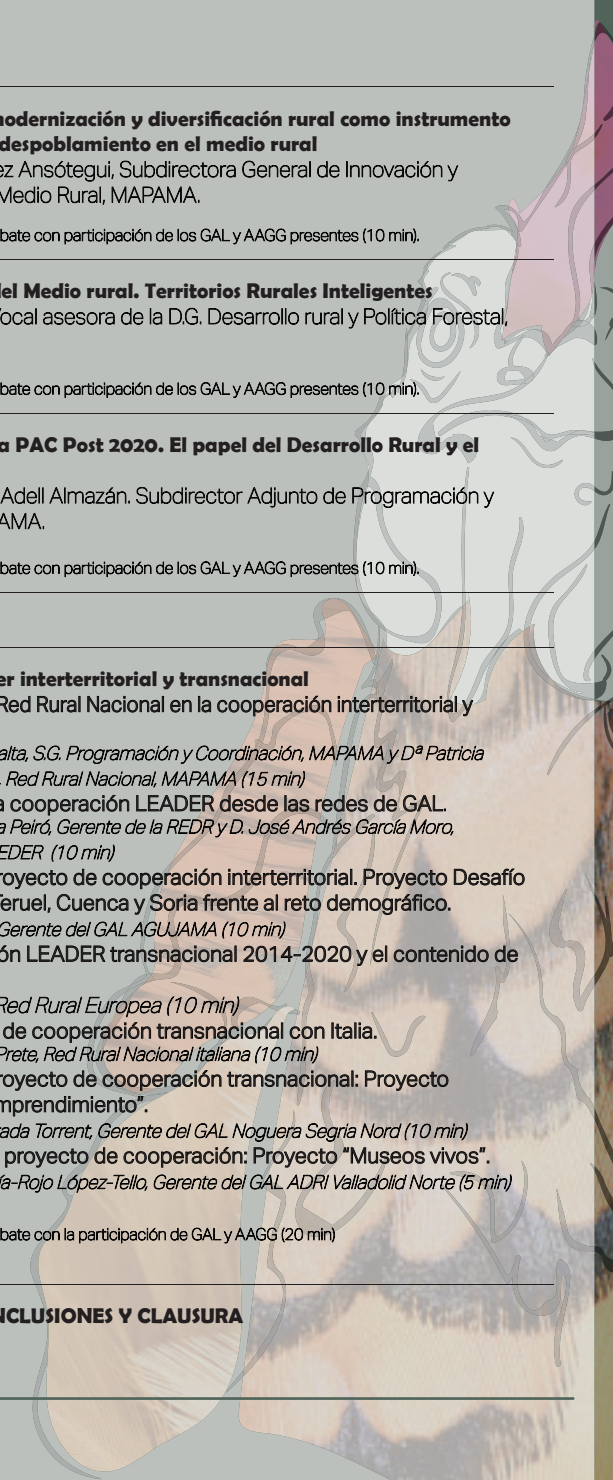 modernización y diversificación rural como instrumento
despoblamiento en el medio rural
ez Ansótegui, Subdirectora General de Innovación y
Medio Rural, MAPAMA.
bate con participación de los GAL y AAGG presentes (10 min).
del Medio rural. Territorios Rurales Inteligentes
Vocal asesora de la D.G. Desarrollo rural y Política Forestal,
bate con participación de los GAL y AAGG presentes (10 min).
a PAC Post 2020. El papel del Desarrollo Rural y el
Adell Almazán. Subdirector Adjunto de Programación y
AMA.
bate con participación de los GAL y AAGG presentes (10 min).
er interterritorial y transnacional
Red Rural Nacional en la cooperación interterritorial y
alta, S.G. Programación y Coordinación, MAPAMA y Dª Patricia
, Red Rural Nacional, MAPAMA (15 min)
a cooperación LEADER desde las redes de GAL.
a Peiró, Gerente de la REDR y D. José Andrés García Moro,
EDER (10 min)
royecto de cooperación interterritorial. Proyecto Desafío
Teruel, Cuenca y Soria frente al reto demográfico.
Gerente del GAL AGUJAMA (10 min)
ón LEADER transnacional 2014-2020 y el contenido de
Red Rural Europea (10 min)
de cooperación transnacional con Italia.
Prete, Red Rural Nacional italiana (10 min)
royecto de cooperación transnacional: Proyecto
mprendimiento”.
rada Torrent, Gerente del GAL Noguera Segria Nord (10 min)
proyecto de cooperación: Proyecto “Museos vivos”.
ía-Rojo López-Tello, Gerente del GAL ADRI Valladolid Norte (5 min)
bate con la participación de GAL y AAGG (20 min)
NCLUSIONES Y CLAUSURA